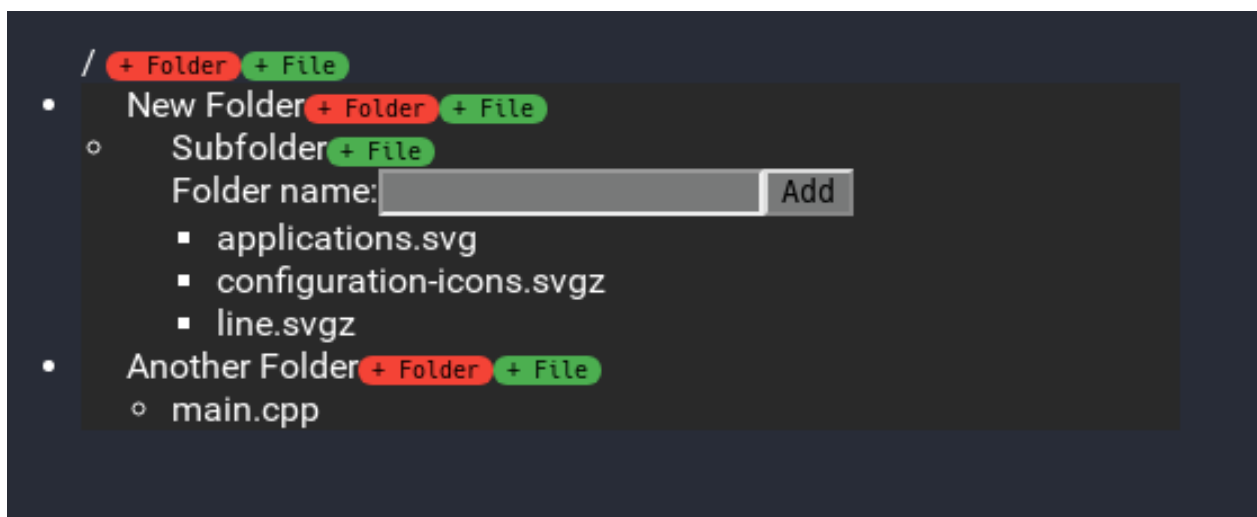 / + Folder + File
New Folder + Folder + File
Subfolder + File
Folder name: Add
applications.svg
configuration-icons.svgz
line.svgz
Another Folder + Folder + File
main.cpp